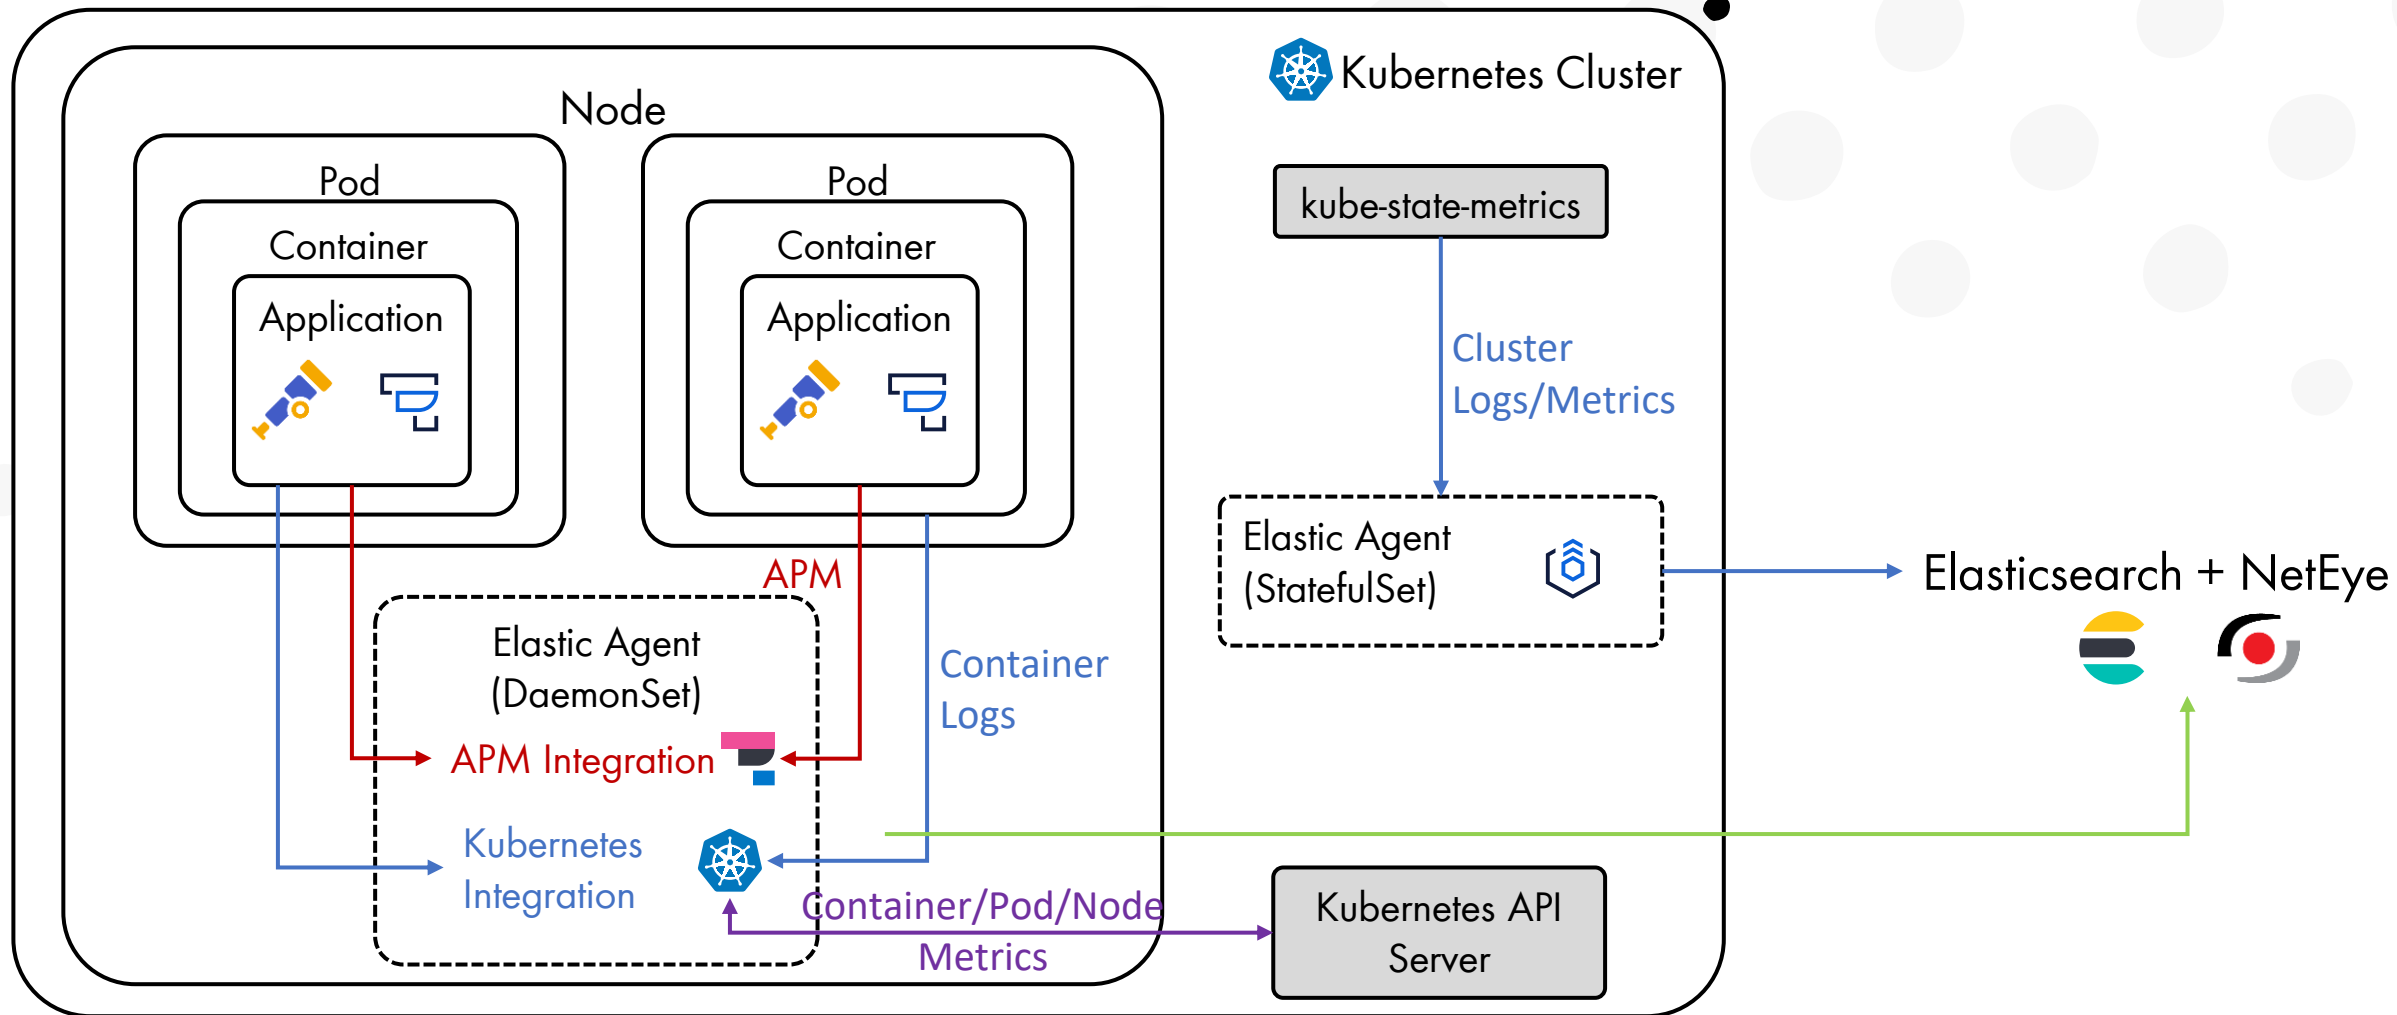 Kubernetes Cluster
Node
Pod
Container
Application
Pod
Container
Application
kube-state-metrics
Cluster
Logs/Metrics
APM
Elastic Agent
(DaemonSet)
APM Integration
Kubernetes
Integration
Container
Logs
Container/Pod/Node
Metrics
Elastic Agent
(StatefulSet)
Kubernetes API
Server
Elasticsearch + NetEye